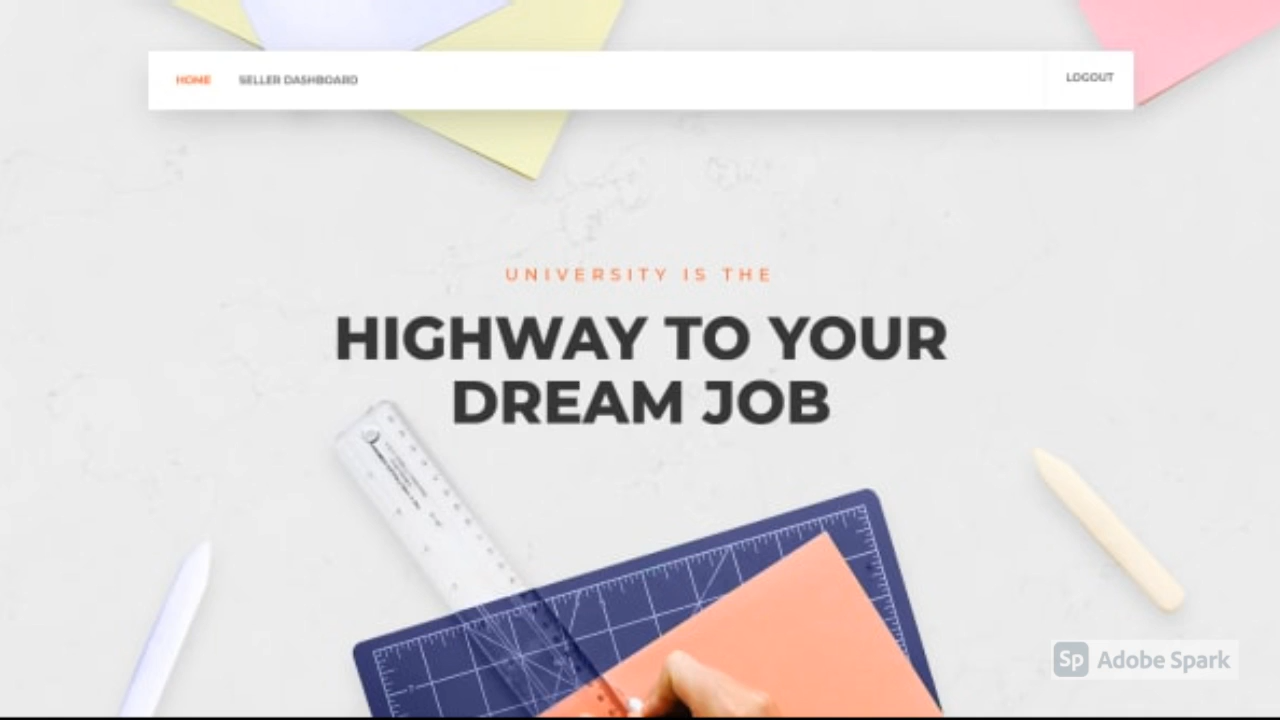 HOME SELLER DASHBOARD LOGOUT
UNIVERSITY IS THE
HIGHWAY TO YOUR
DREAM JOB
Sp Adobe Spark